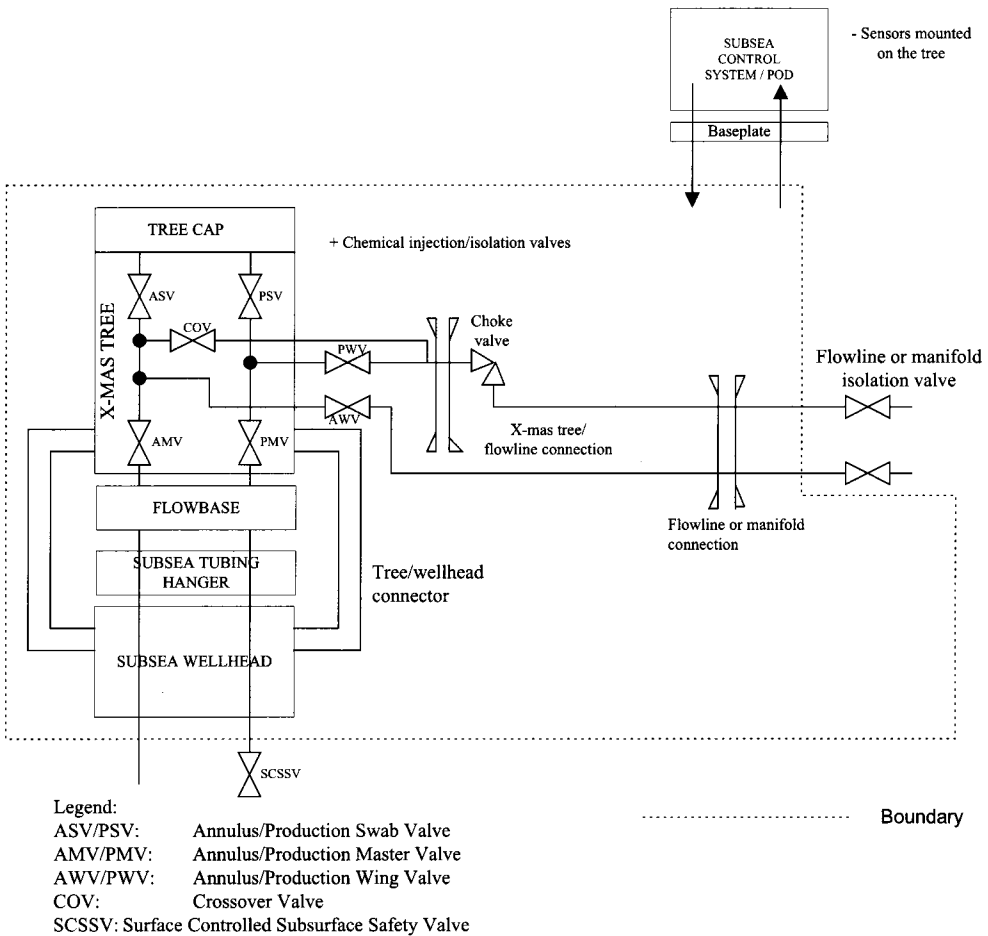 SUBSEA
CONTROL
SYSTEM / POD
- Sensors mounted
on the tree
Baseplate
TREE CAP
+ Chemical injection/isolation valves
X-MAS TREE
ASV
PSV
COV
PWV
Choke
valve
Flowline or manifold
isolation valve
AWV
AMV
PMV
X-mas tree/
flowline connection
FLOWBASE
Flowline or manifold
connection
SUBSEA TUBING
HANGER
Tree/wellhead
connector
SUBSEA WELLHEAD
SCSSV
Legend:
ASV/PSV: Annulus/Production Swab Valve
AMV/PMV: Annulus/Production Master Valve
AWV/PWV: Annulus/Production Wing Valve
COV: Crossover Valve
SCSSV: Surface Controlled Subsurface Safety Valve
Boundary